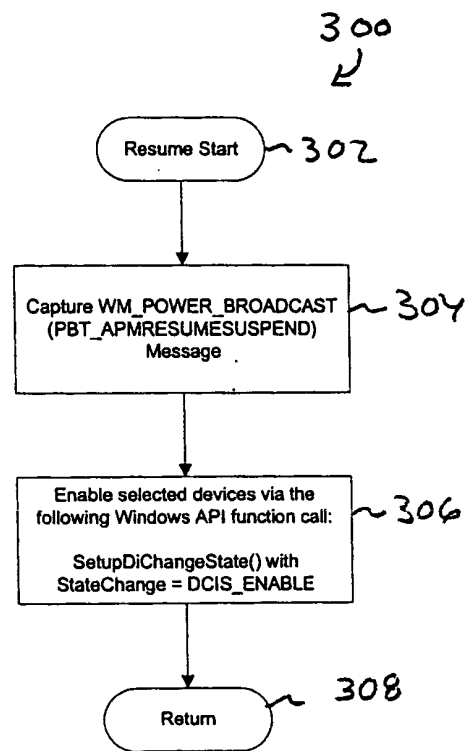 300
Resume Start
302
Capture WM_POWER_BROADCAST
(PBT_APMRESUMESUSPEND)
Message
304
Enable selected devices via the
following Windows API function call:
SetupDiChangeState() with
StateChange = DCIS_ENABLE
306
Return
308